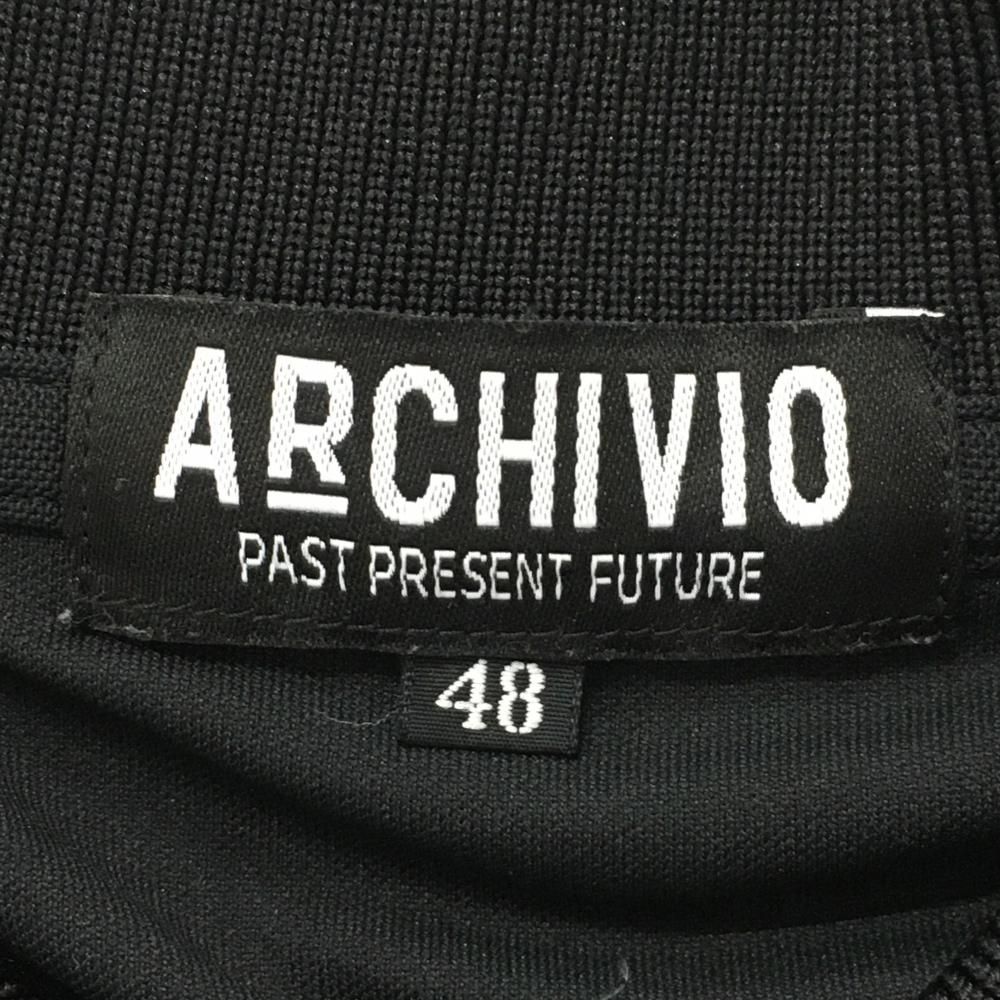 ARCHIVIO
PAST PRESENT FUTURE
48